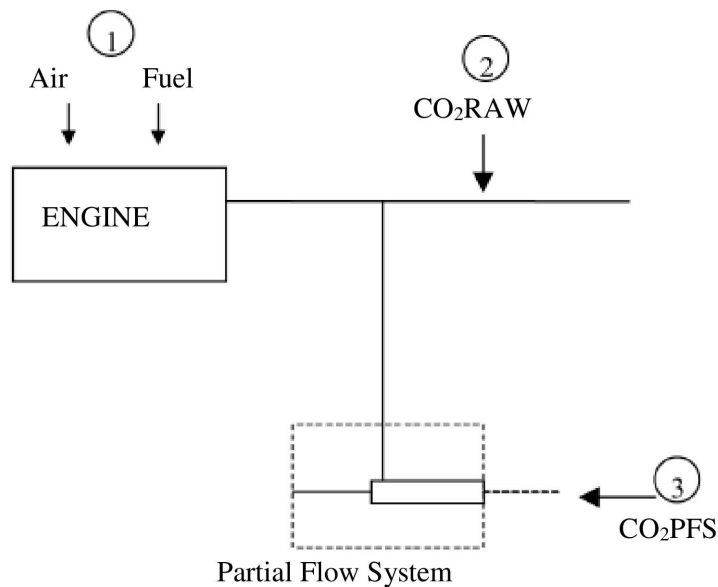 1
Air Fuel
2
CO₂RAW
ENGINE
3
CO₂PFS
Partial Flow System